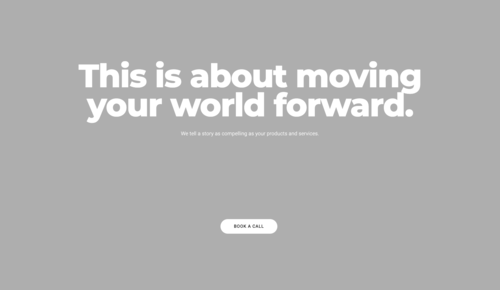 This is about moving
your world forward.
We tell a story as compelling as your products and services
BOOK A CALL